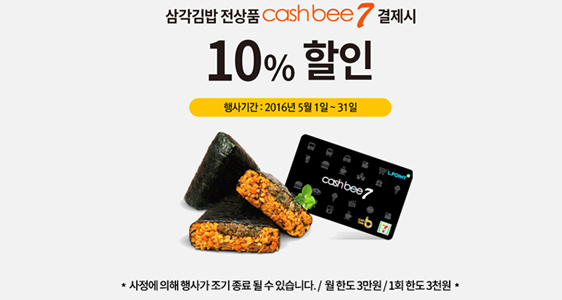 삼각김밥 전상품 cashbee7 결제시
10% 할인
행사기간 : 2016년 5월 1일 ~ 31일
L.POINT
cashbee7
b
7
* 사정에 의해 행사가 조기 종료 될 수 있습니다. / 월 한도 3만원 / 1회 한도 3천원 *